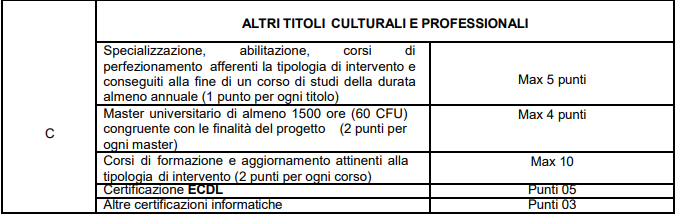 ALTRI TITOLI CULTURALI E PROFESSIONALI
C
Specializzazione, abilitazione, corsi di
perfezionamento afferenti la tipologia di intervento e
conseguiti alla fine di un corso di studi della durata
almeno annuale (1 punto per ogni titolo)
Max 5 punti
Master universitario di almeno 1500 ore (60 CFU)
congruente con le finalità del progetto (2 punti per
ogni master)
Max 4 punti
Corsi di formazione e aggiornamento attinenti alla
tipologia di intervento (2 punti per ogni corso)
Max 10
Certificazione ECDL
Punti 05
Altre certificazioni informatiche
Punti 03